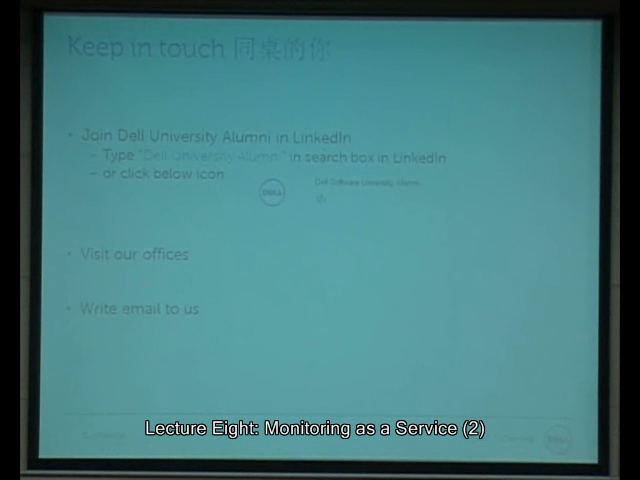 Keep in touch 同桌的你
• Join Dell University Alumni in LinkedIn
– Type "Dell University Alumni" in search box in LinkedIn
– or click below icon
DELL
Dell Software University Alumni
• Visit our offices
• Write email to us
Lecture Eight: Monitoring as a Service (2)
DELL